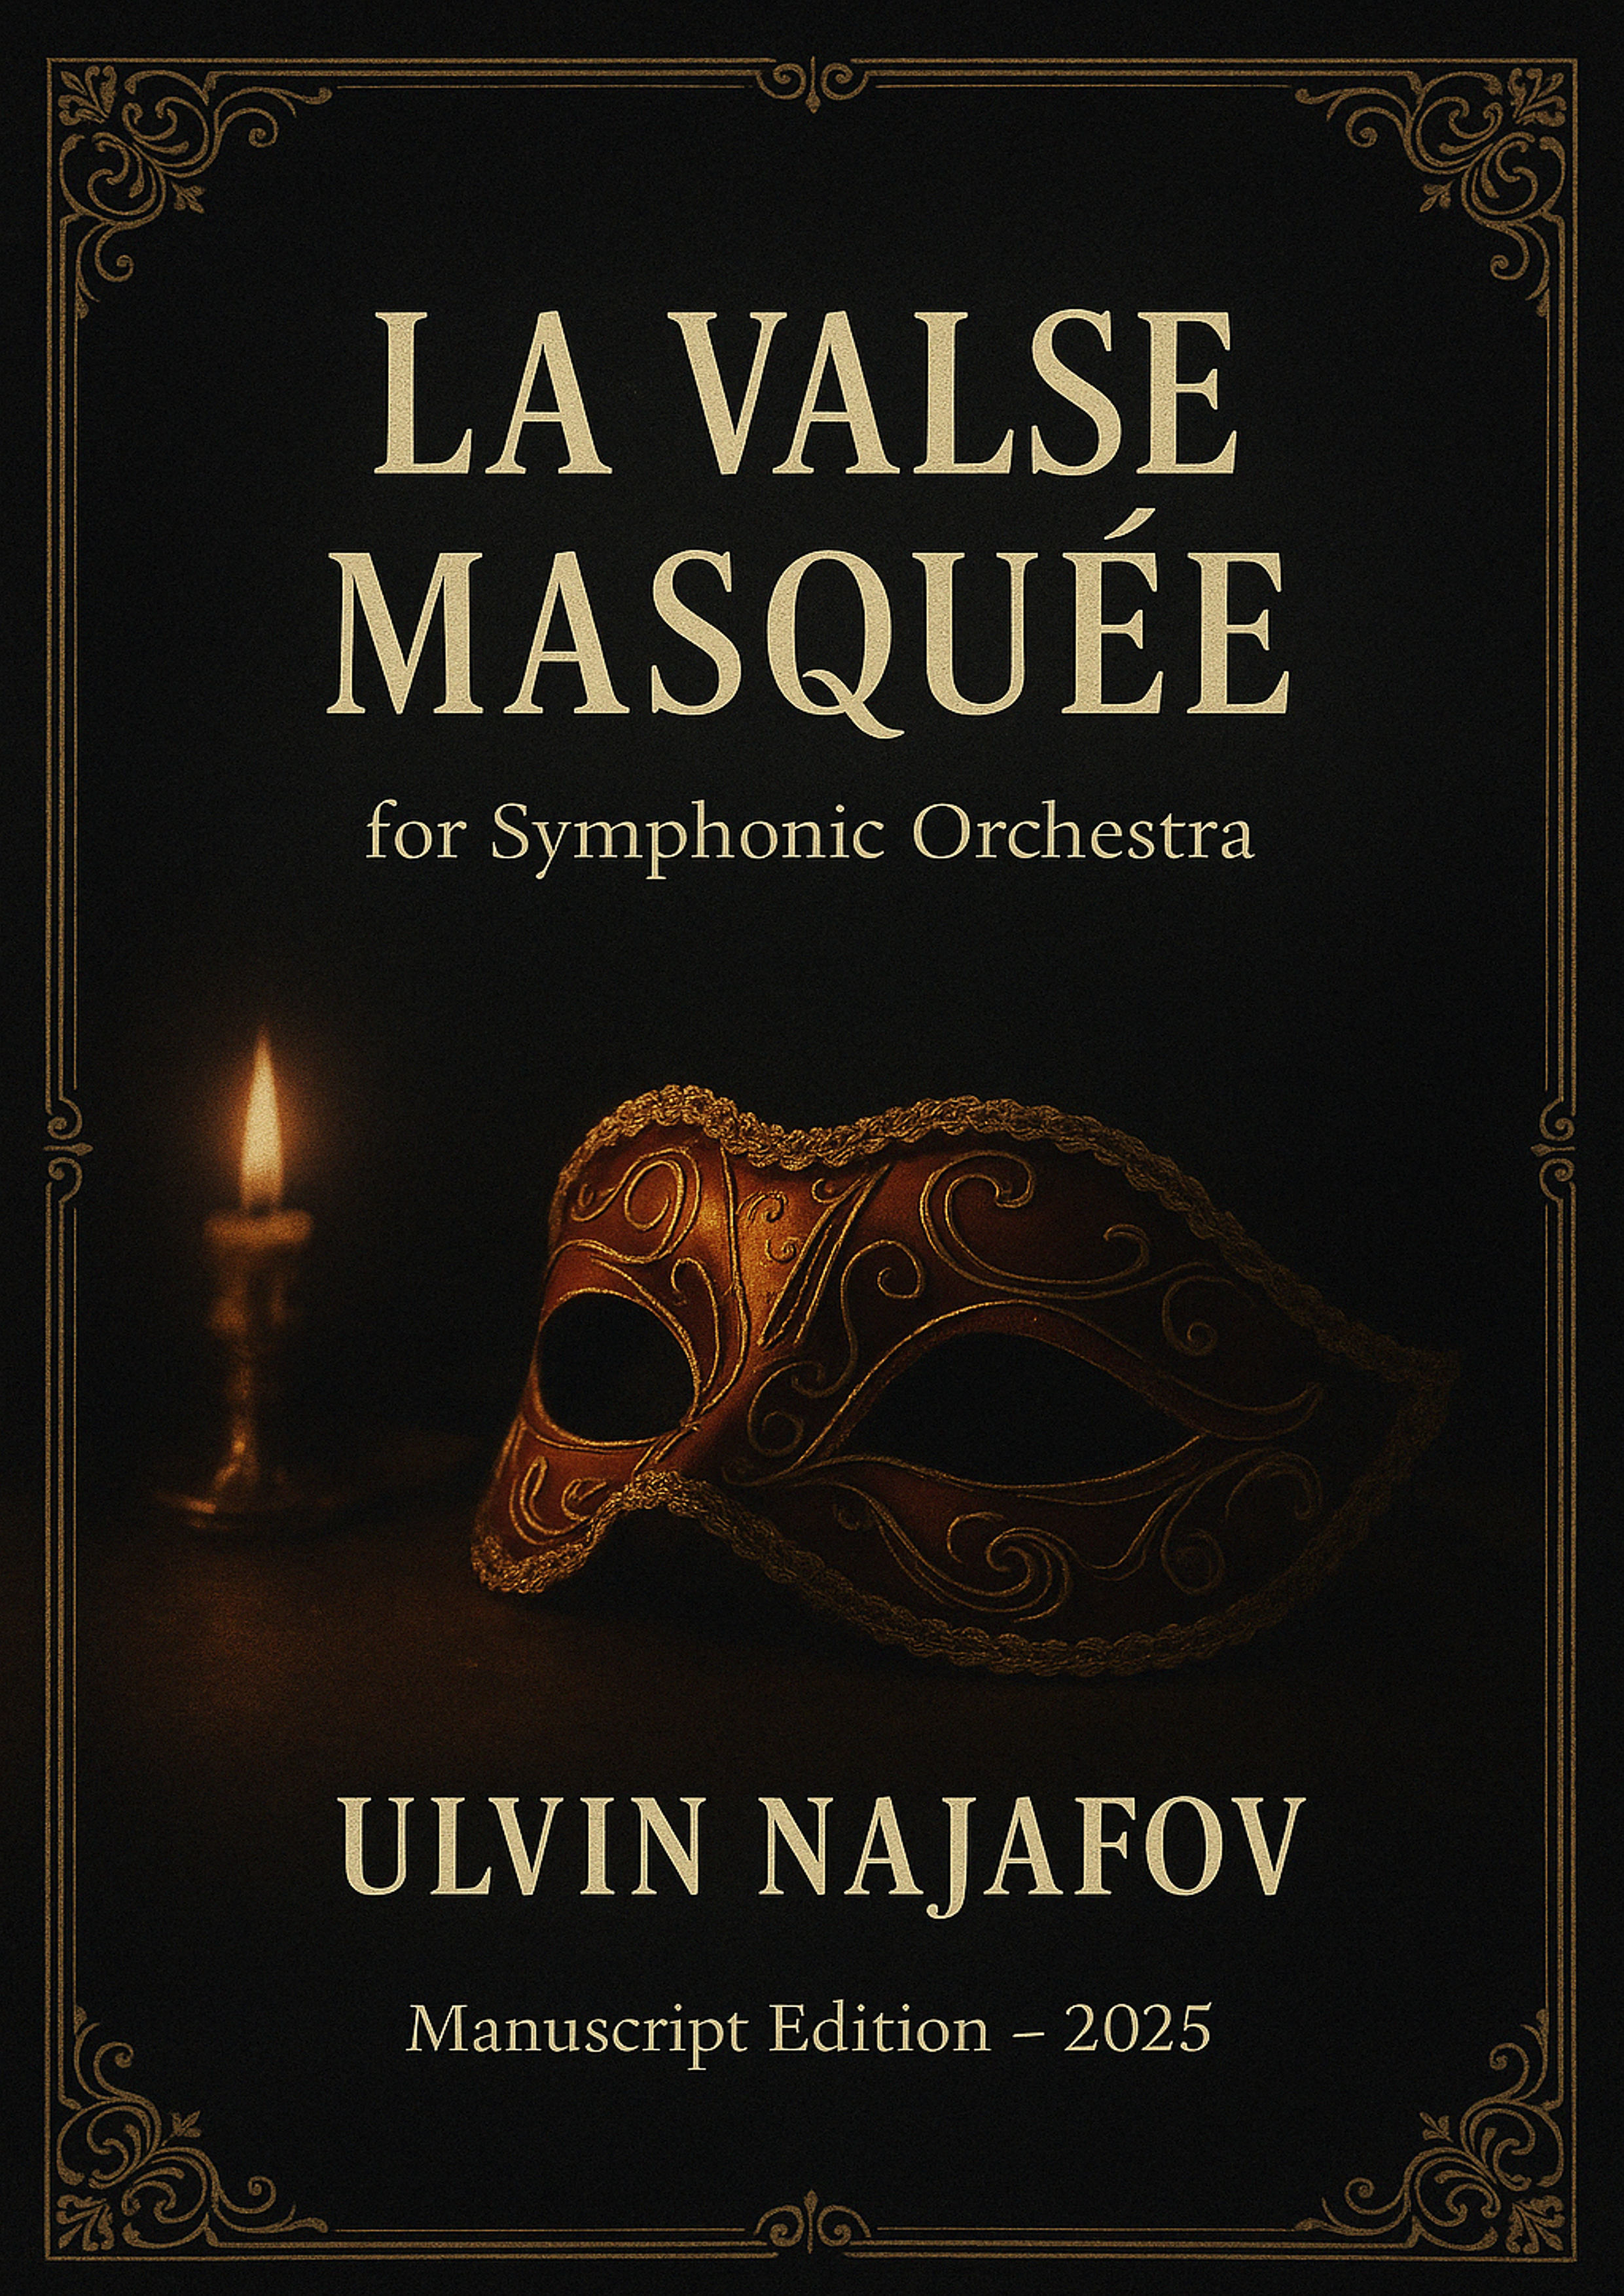 LA VALSE
MASQUÉE
for Symphonic Orchestra
ULVIN NAJAFOV
Manuscript Edition – 2025